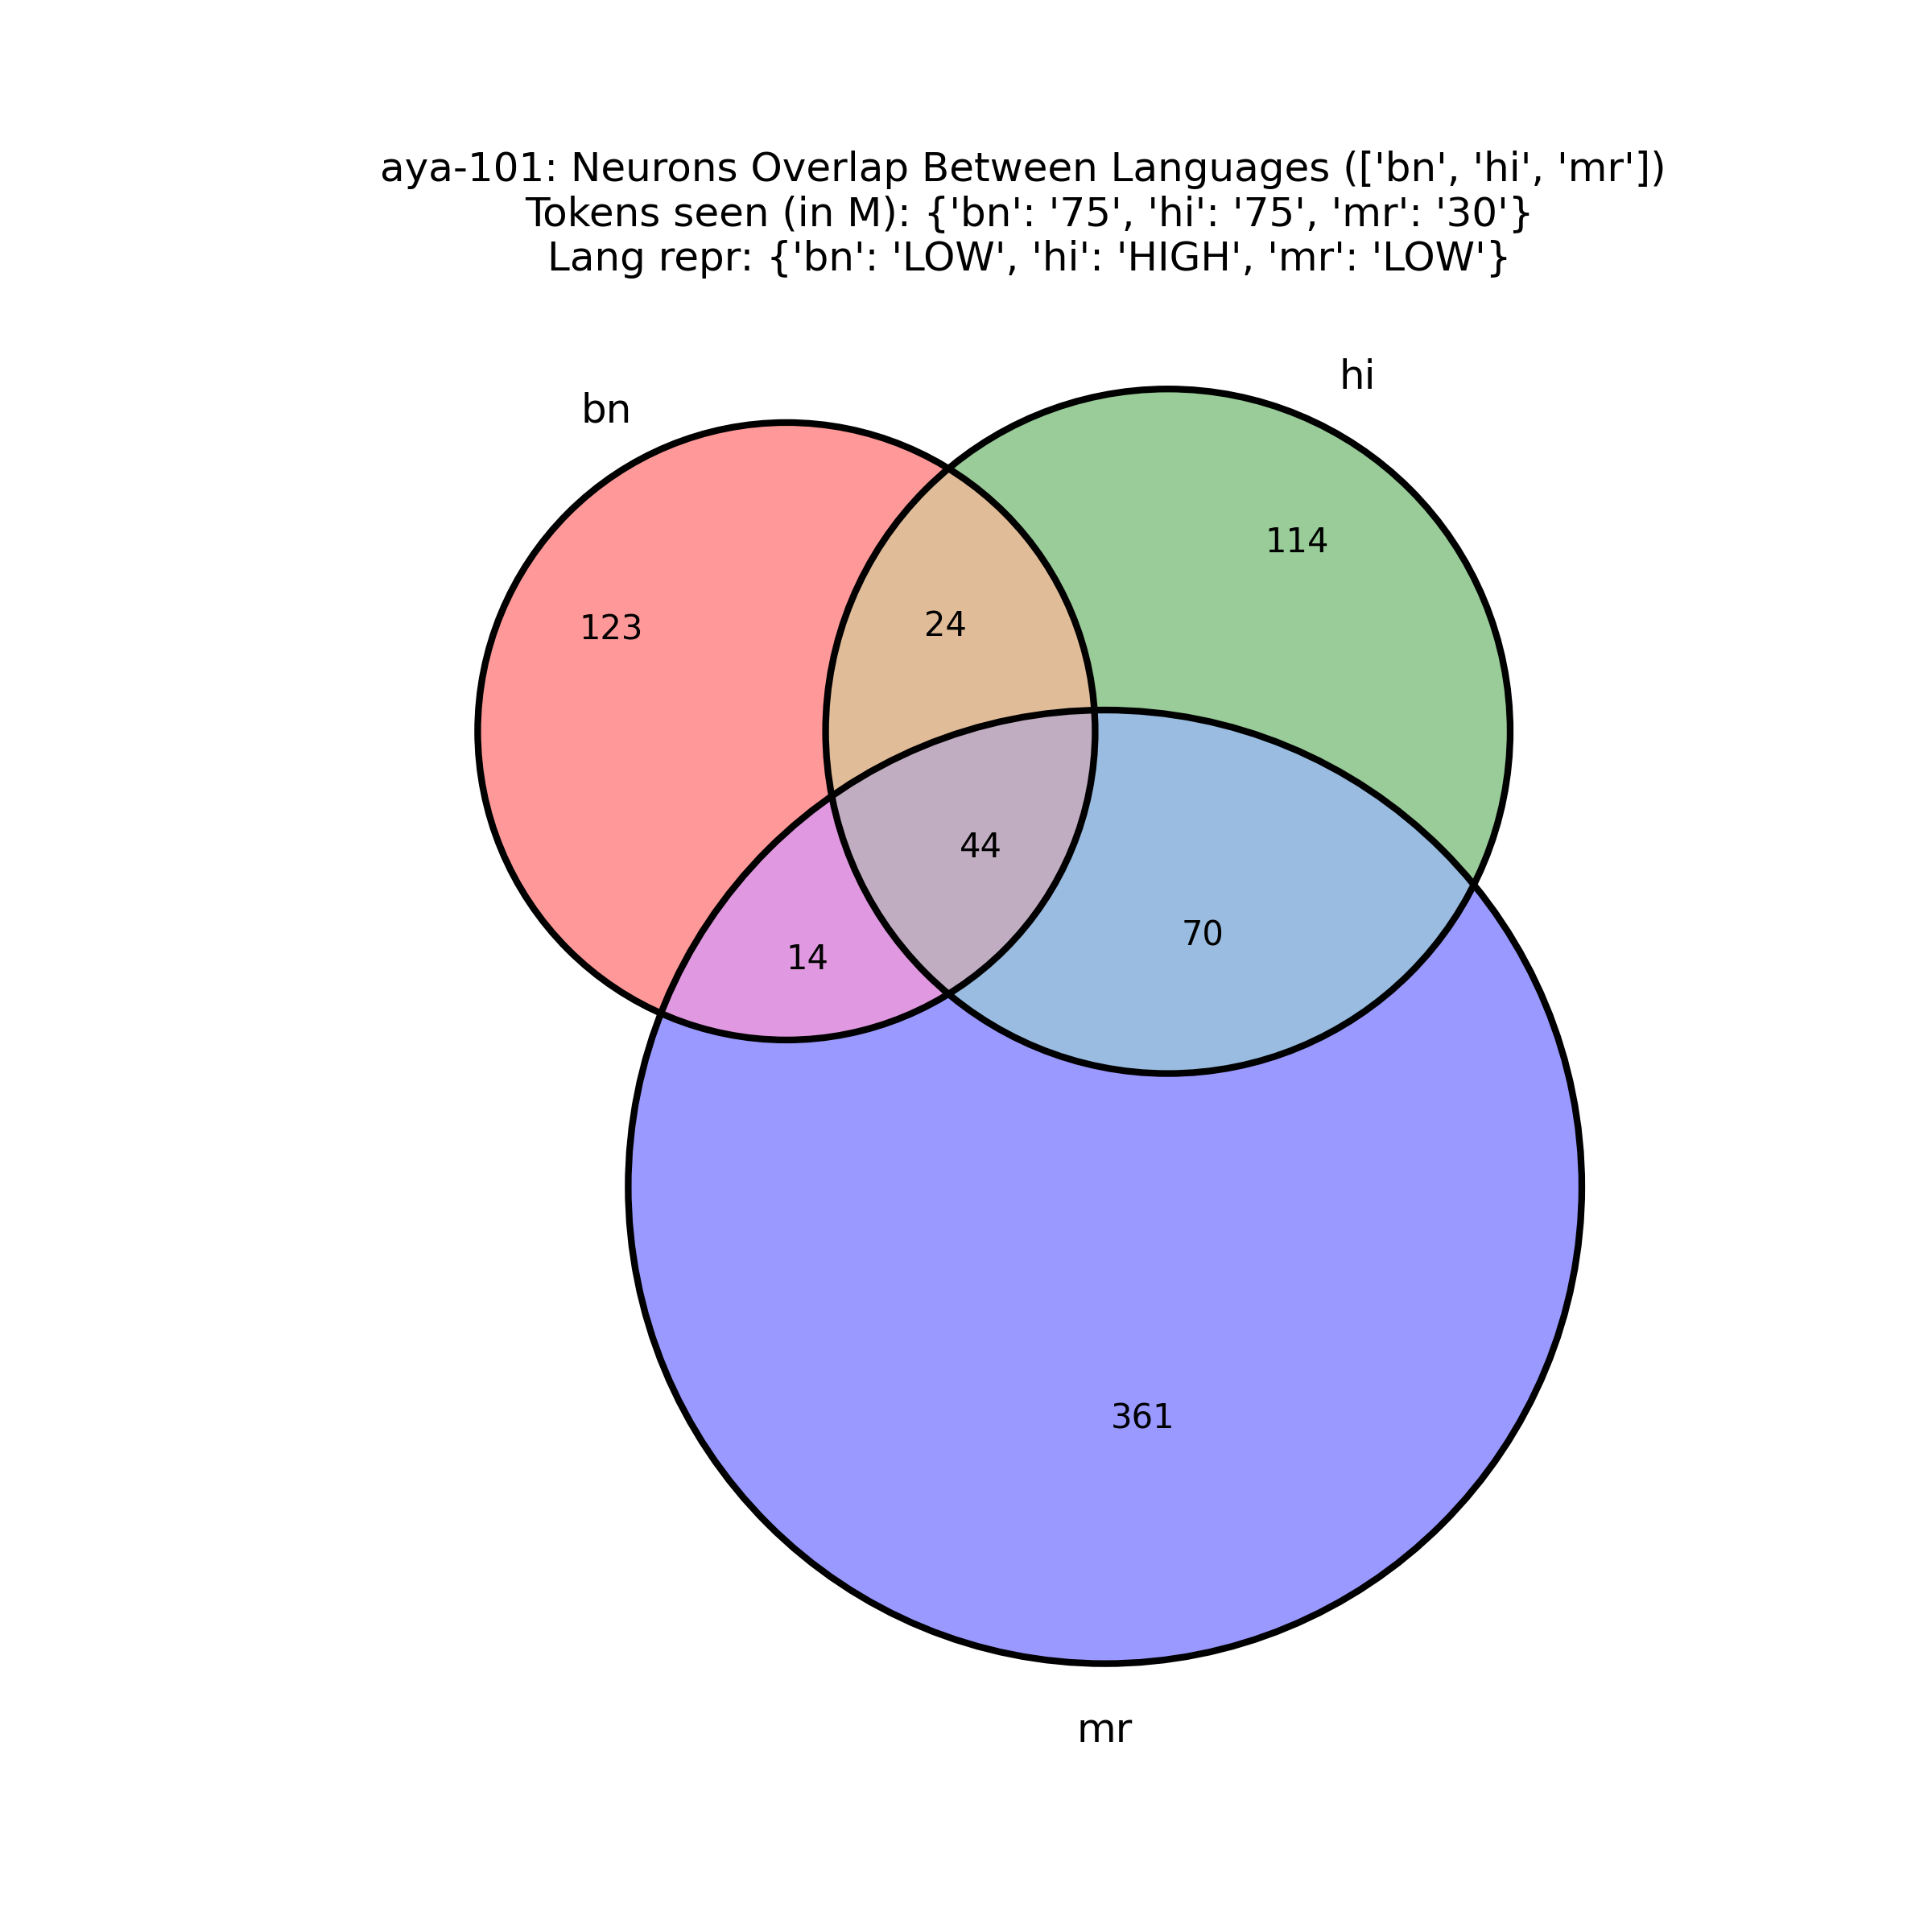 aya-101: Neurons Overlap Between Languages (['bn', 'hi', 'mr'])
Tokens seen (in M): {'bn': '75', 'hi': '75', 'mr': '30'}
Lang repr: {'bn': 'LOW', 'hi': 'HIGH', 'mr': 'LOW'}
hi
bn
114
24
123
44
70
14
361
mr